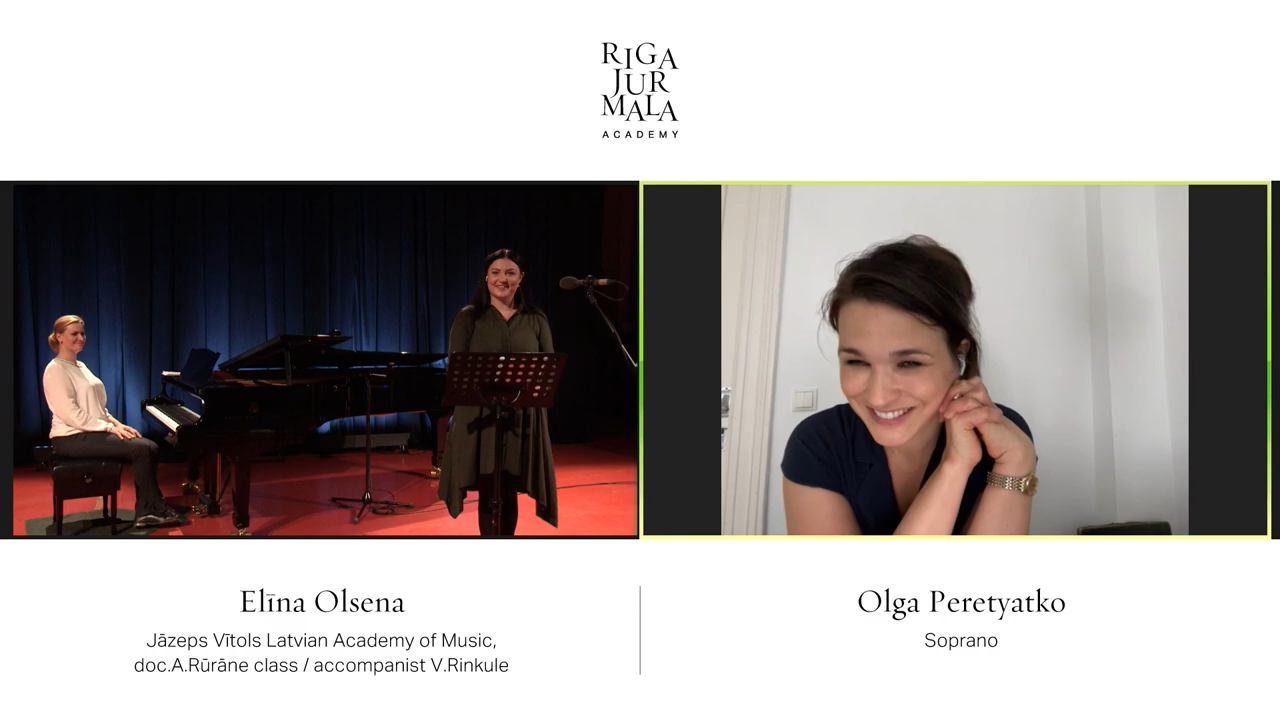 RIGA
JUR
MALA
ACADEMY
Elīna Olsena
Jāzeps Vītols Latvian Academy of Music,
doc.A.Rūrāne class / accompanist V.Rinkule
Olga Peretyatko
Soprano